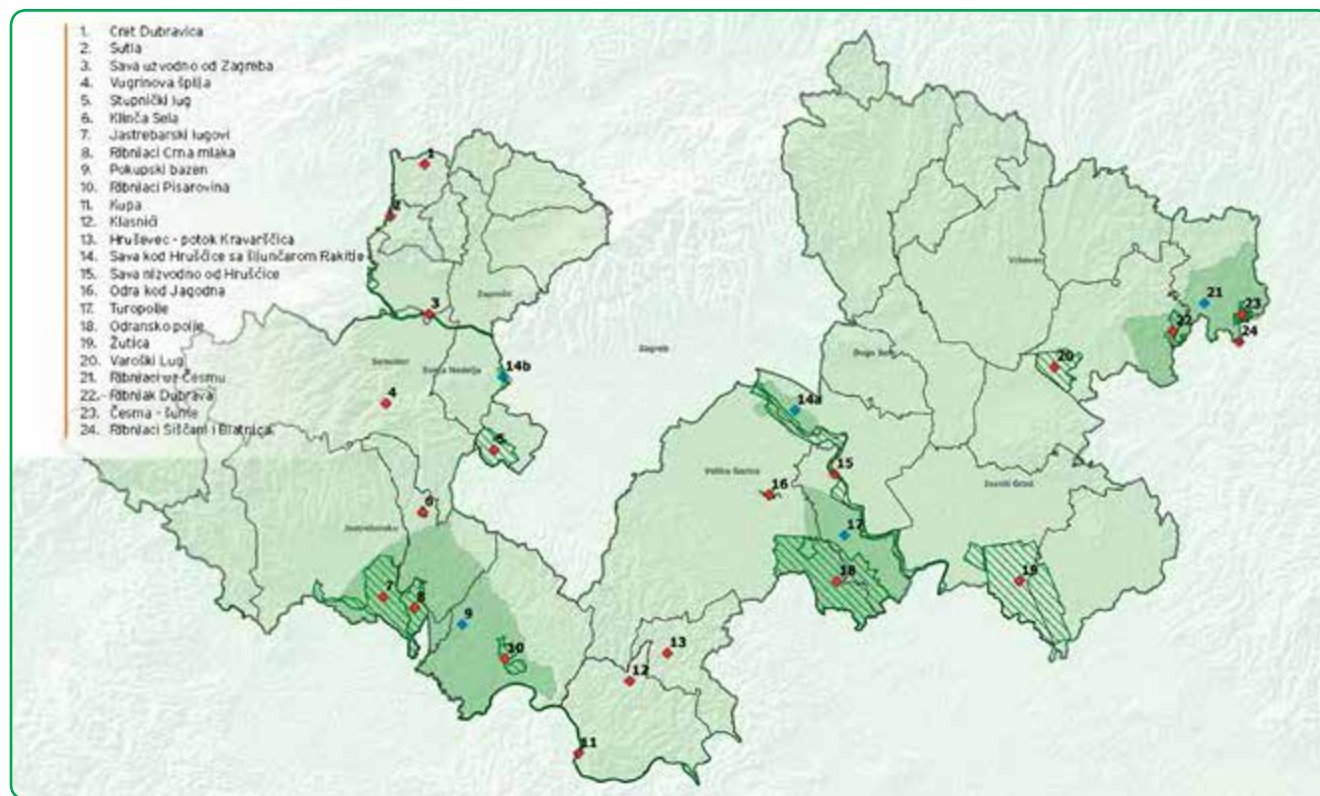 1. Cret Dubravica
2. Sutla
3. Sava uzvodno od Zagreba
4. Vugrinova špilja
5. Stupnički lug
6. Klinča Sela
7. Jastrebarski lugovi
8. Ribnjaci Crna mlaka
9. Pokupski bazen
10. Ribnjaci Pisarovina
11. Kupa
12. Klasnići
13. Hruševec - potok Kravarščica
14. Sava kod Hruščice sa šljunčarom Rakitje
15. Sava nizvodno od Hruščice
16. Odra kod Jagodna
17. Turopolje
18. Odransko polje
19. Žutica
20. Varoški Lug
21. Ribnjaci uz Česmu
22. Ribnjak Dubrava
23. Česma - šume
24. Ribnjaci Siščani i Blatnica
1
2
3
Zaprešić
Samobor
Sveta Nedelja
Zagreb
14b
4
5
6
Jastrebarsko
7
8
9
10
11
12
13
Vrbovec
21
23
22
24
20
Dugo Selo
14a
Velika Gorica
15
16
Ivanić Grad
17
18
19